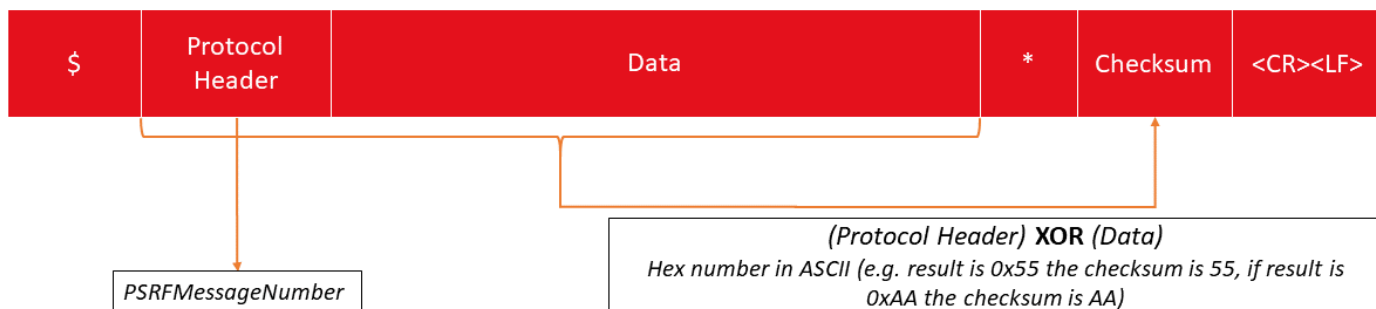 $
Protocol
Header
Data
*
Checksum
<CR><LF>
(Protocol Header) XOR (Data)
Hex number in ASCII (e.g. result is 0x55 the checksum is 55, if result is
0xAA the checksum is AA)
PSRFMessageNumber